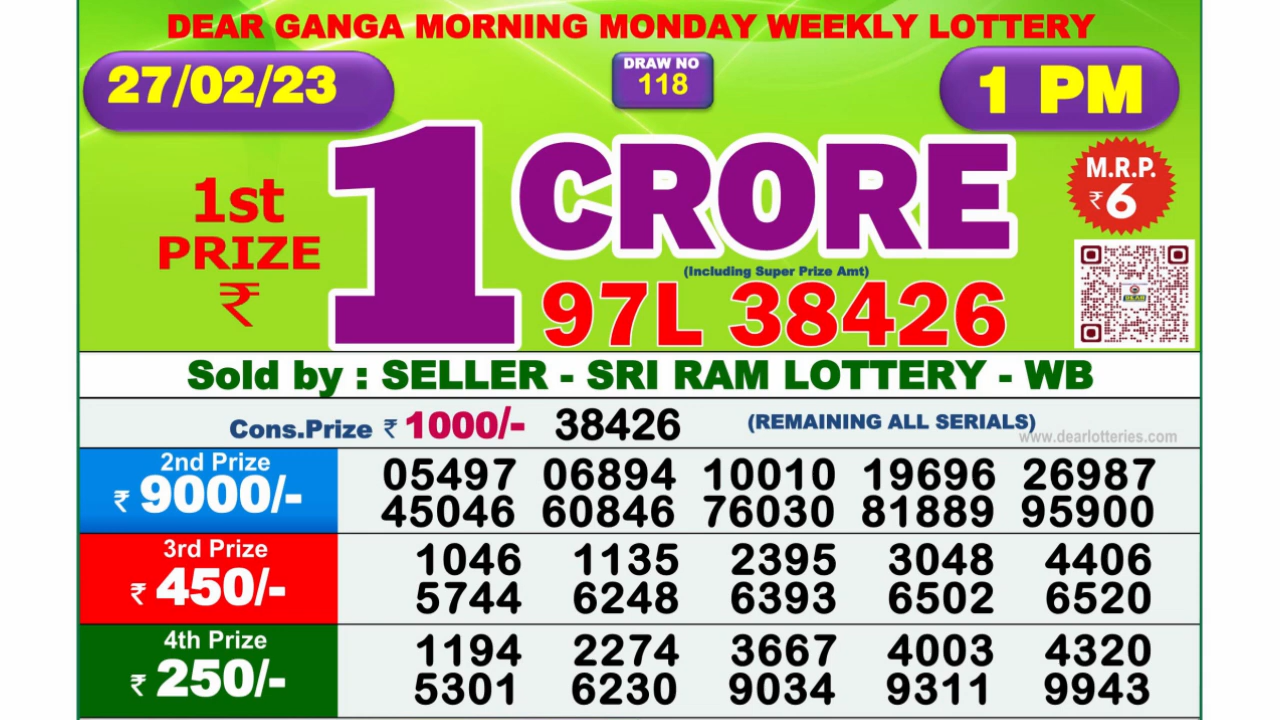 DEAR GANGA MORNING MONDAY WEEKLY LOTTERY
27/02/23
DRAW NO
118
1 PM
1st
PRIZE
₹
1 CRORE
(Including Super Prize Amt)
97L 38426
M.R.P.
₹6
Sold by : SELLER - SRI RAM LOTTERY - WB
Cons.Prize ₹ 1000/- 38426 (REMAINING ALL SERIALS)
www.dearlotteries.com
2nd Prize
₹ 9000/-
05497 06894 10010 19696 26987
45046 60846 76030 81889 95900
3rd Prize
₹ 450/-
1046 1135 2395 3048 4406
5744 6248 6393 6502 6520
4th Prize
₹ 250/-
1194 2274 3667 4003 4320
5301 6230 9034 9311 9943